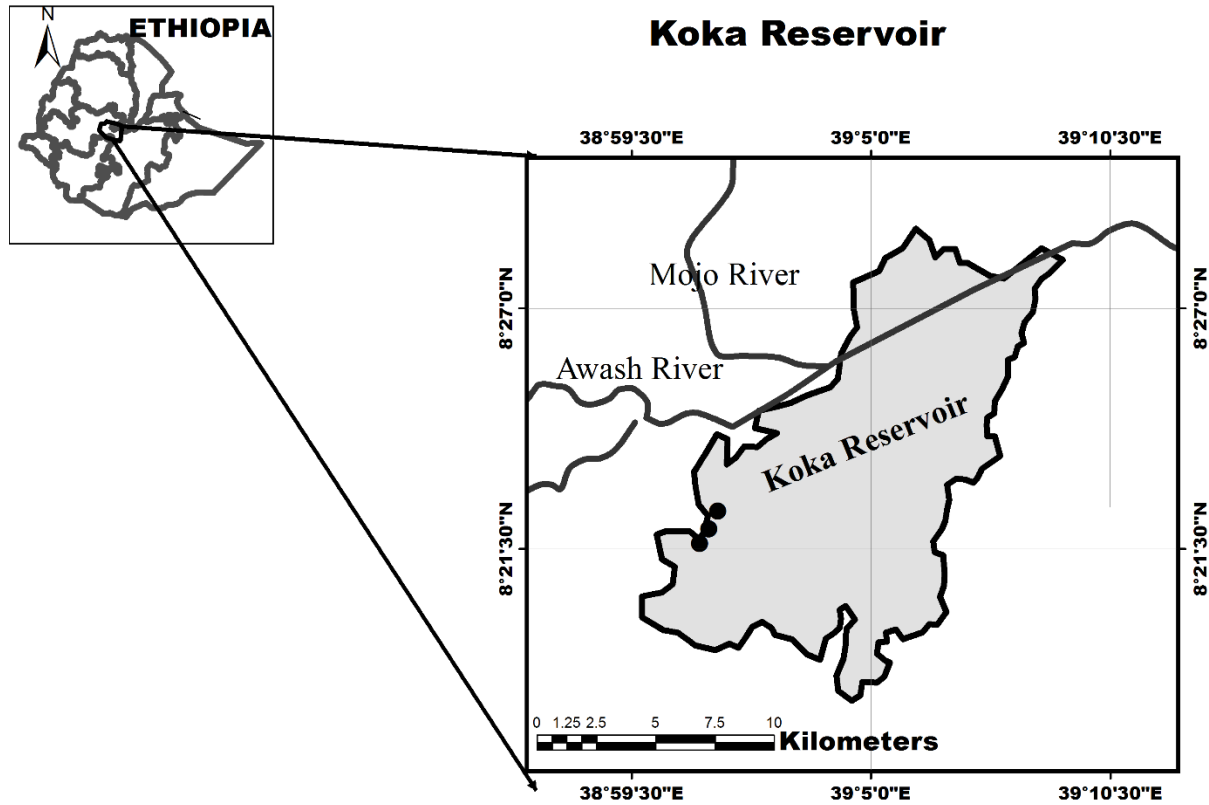 N
ETHIOPIA
Koka Reservoir
38°59'30"E 39°5'0"E 39°10'30"E
Mojo River
8°27'0"N 8°27'0"N
Awash River
Koka Reservoir
8°21'30"N 8°21'30"N
0 1.25 2.5 5 7.5 10
Kilometers
38°59'30"E 39°5'0"E 39°10'30"E